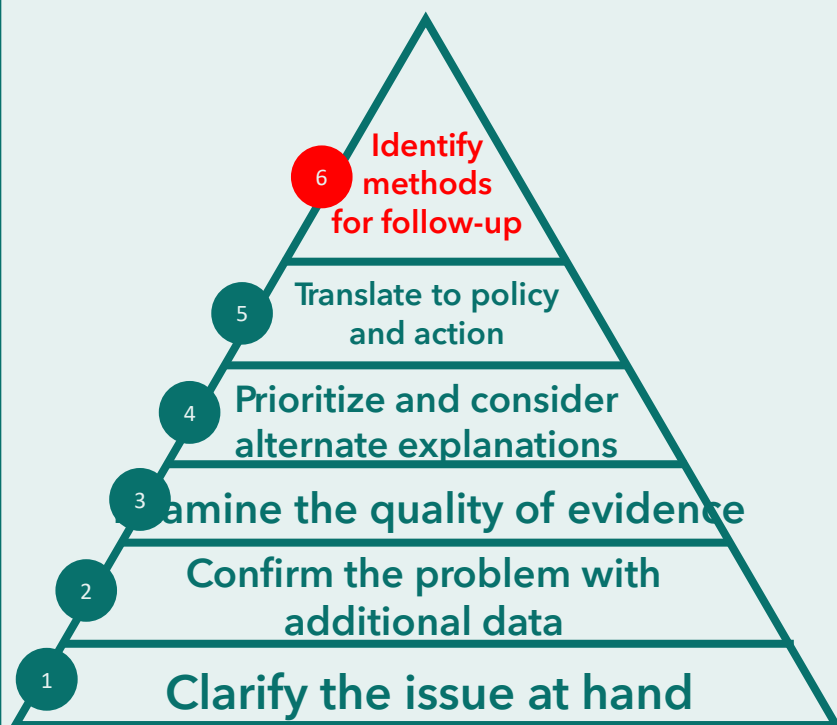 6
Identify
methods
for follow-up
5
Translate to policy
and action
4
Prioritize and consider
alternate explanations
3
amine the quality of evidence
2
Confirm the problem with
additional data
1
Clarify the issue at hand